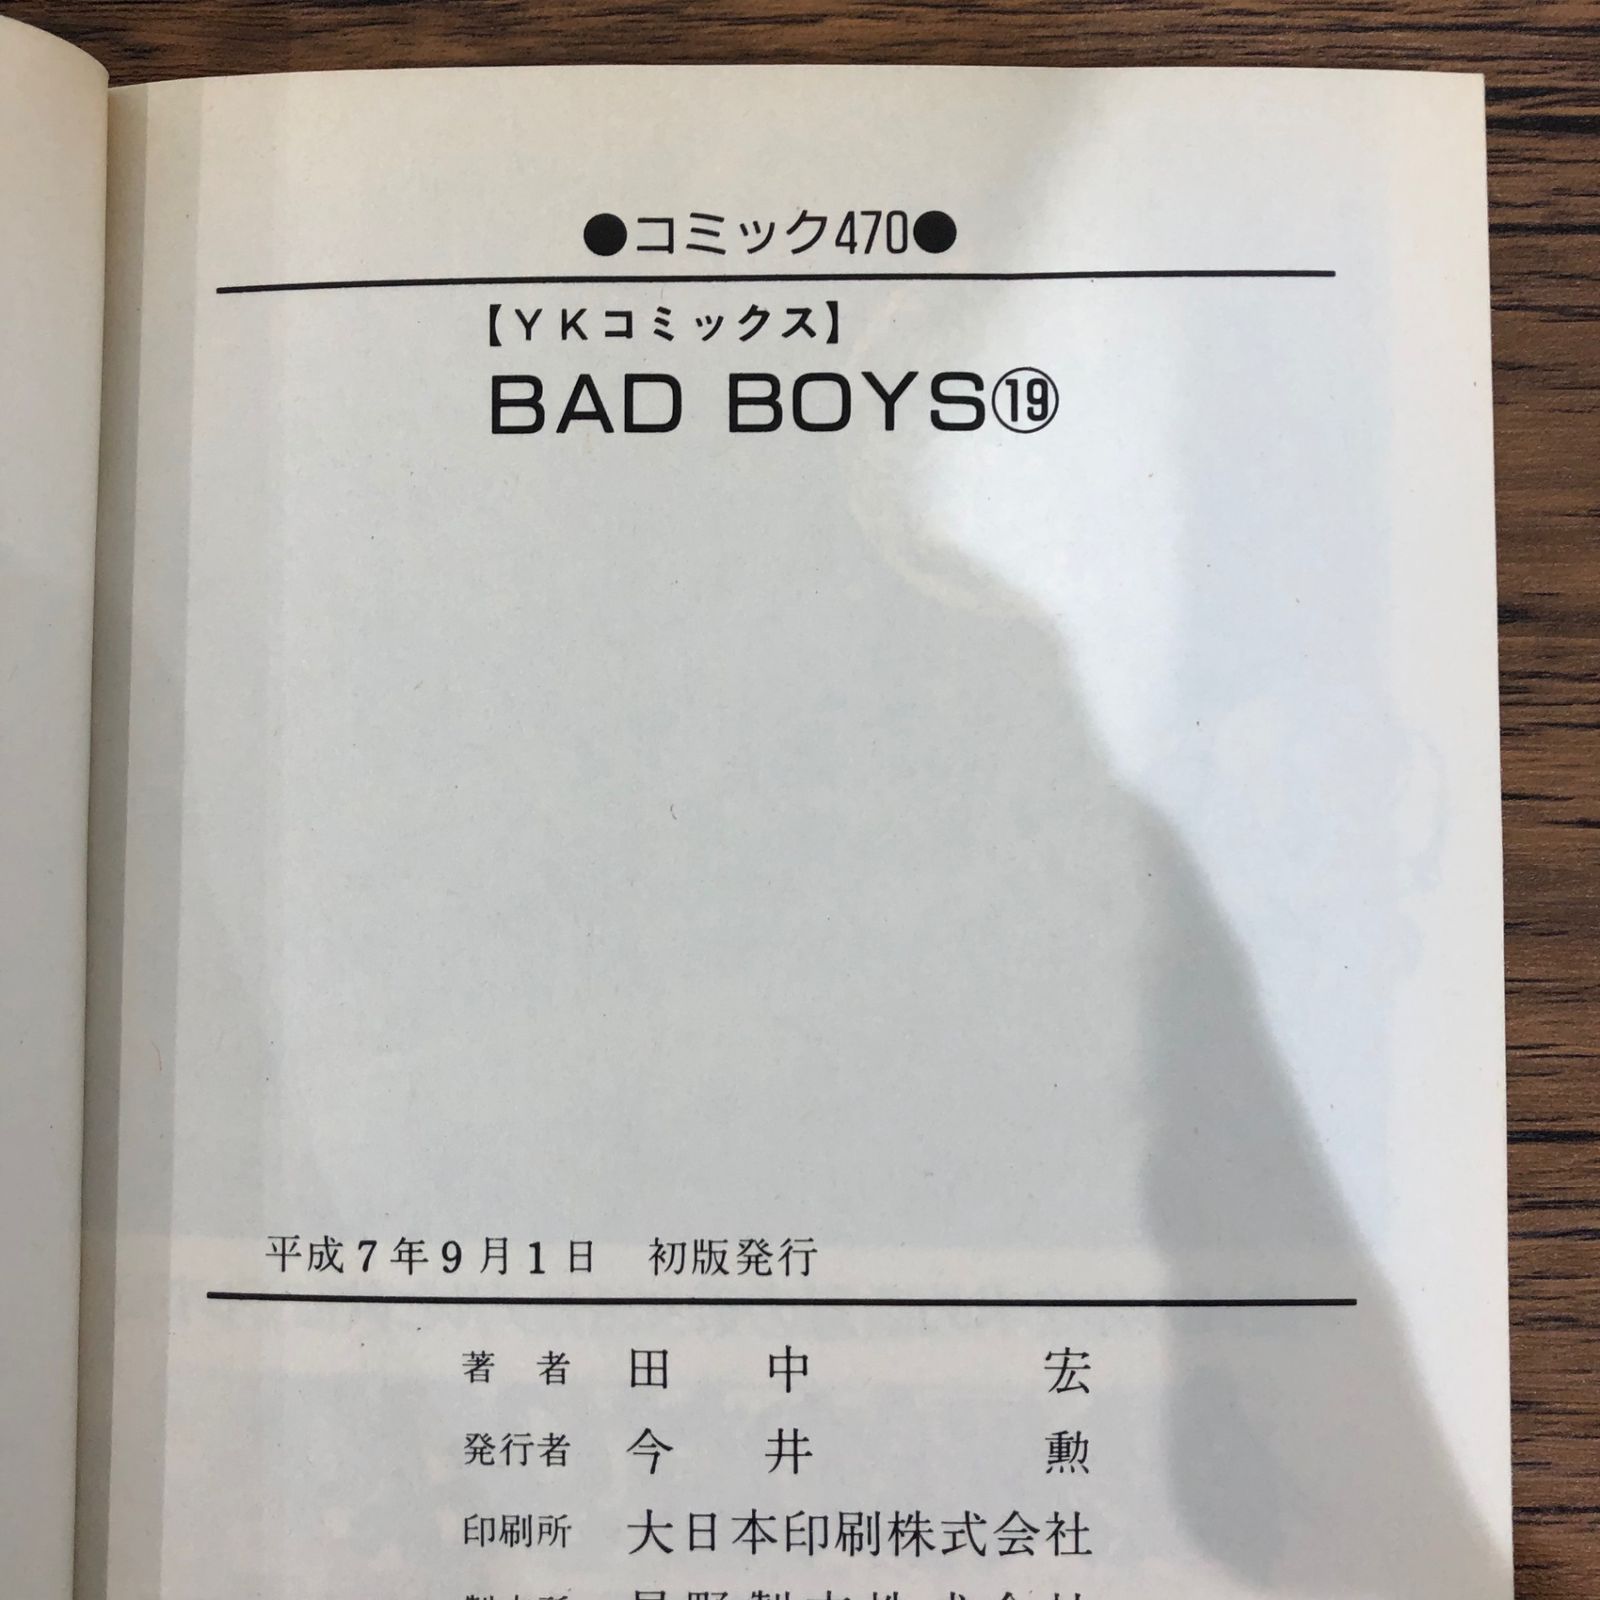 ●コミック470●
【YKコミックス】
BAD BOYS⑲
平成7年9月1日 初版発行
著者 田中宏
発行者 今井勲
印刷所 大日本印刷株式会社